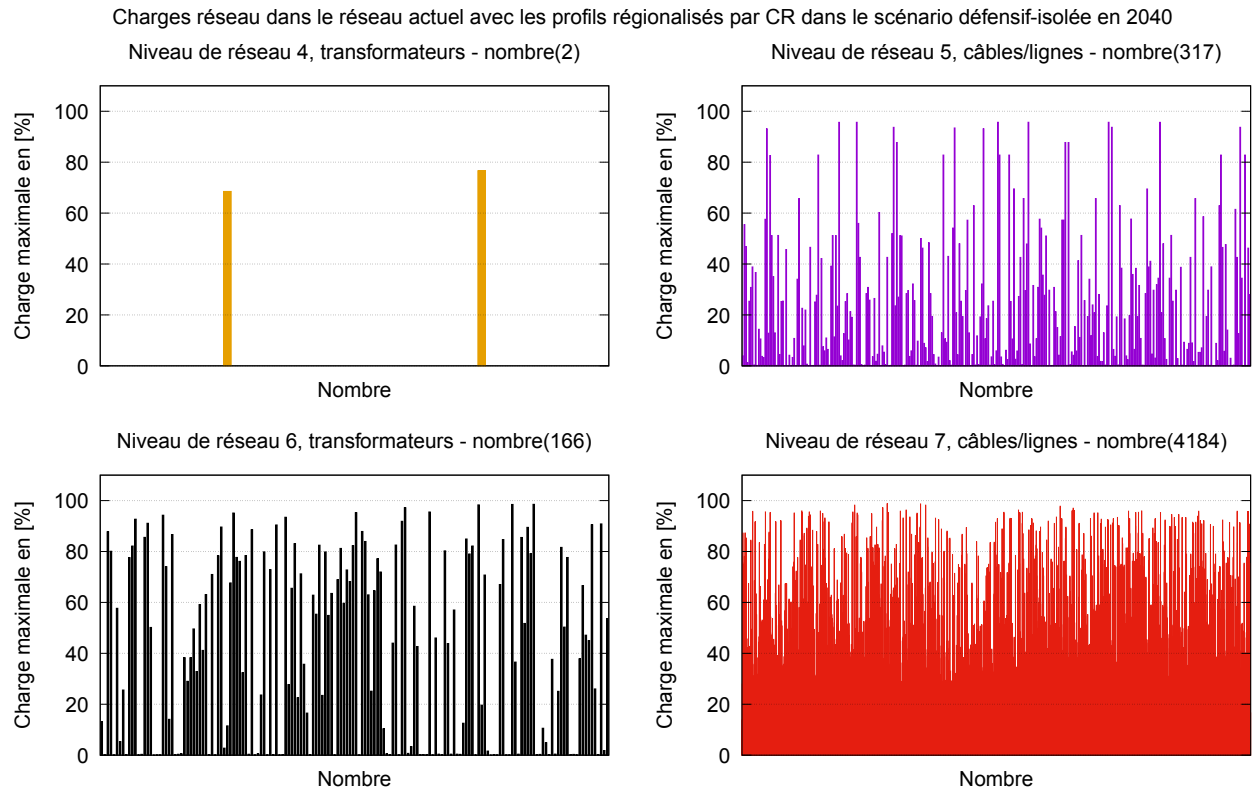 Charges réseau dans le réseau actuel avec les profils régionalisés par CR dans le scénario défensif-isolée en 2040
Niveau de réseau 4, transformateurs - nombre(2)
Charge maximale en [%]
100
80
60
40
20
0
Nombre
Niveau de réseau 5, câbles/lignes - nombre(317)
Charge maximale en [%]
100
80
60
40
20
0
Nombre
Niveau de réseau 6, transformateurs - nombre(166)
Charge maximale en [%]
100
80
60
40
20
0
Nombre
Niveau de réseau 7, câbles/lignes - nombre(4184)
Charge maximale en [%]
100
80
60
40
20
0
Nombre